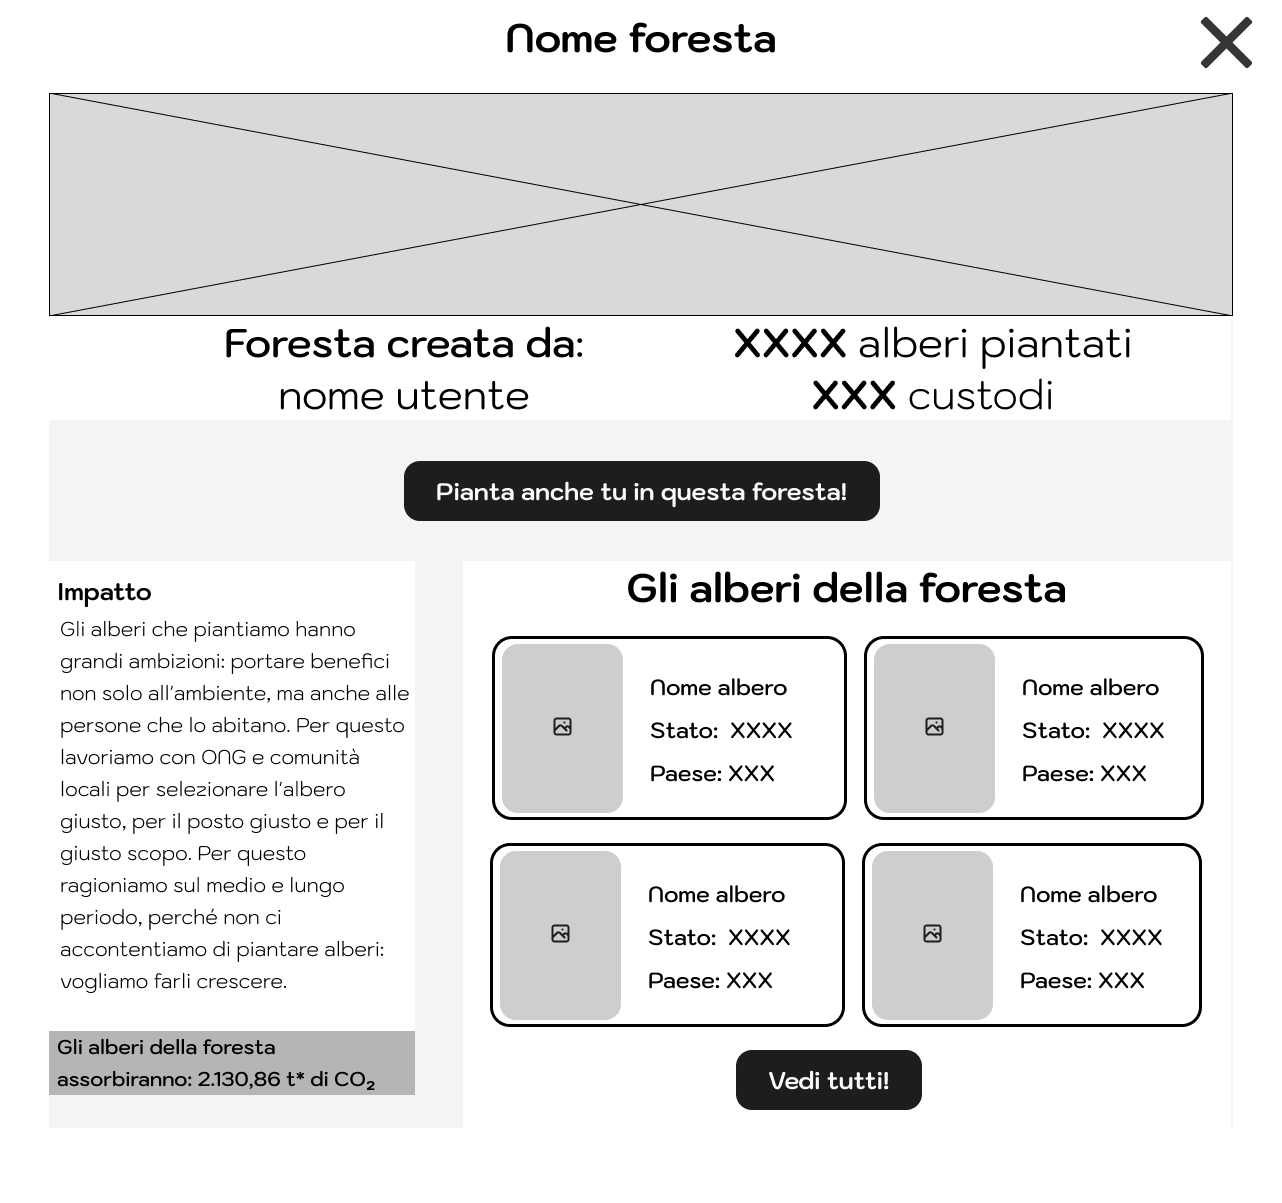 Nome foresta
Foresta creata da:
nome utente
XXXX alberi piantati
XXX custodi
Pianta anche tu in questa foresta!
Impatto
Gli alberi che piantiamo hanno
grandi ambizioni: portare benefici
non solo all'ambiente, ma anche alle
persone che lo abitano. Per questo
lavoriamo con ONG e comunità
locali per selezionare l'albero
giusto, per il posto giusto e per il
giusto scopo. Per questo
ragioniamo sul medio e lungo
periodo, perché non ci
accontentiamo di piantare alberi:
vogliamo farli crescere.
Gli alberi della foresta
assorbiranno: 2.130,86 t* di CO₂
Gli alberi della foresta
Nome albero
Stato: XXXX
Paese: XXX
Nome albero
Stato: XXXX
Paese: XXX
Nome albero
Stato: XXXX
Paese: XXX
Nome albero
Stato: XXXX
Paese: XXX
Vedi tutti!